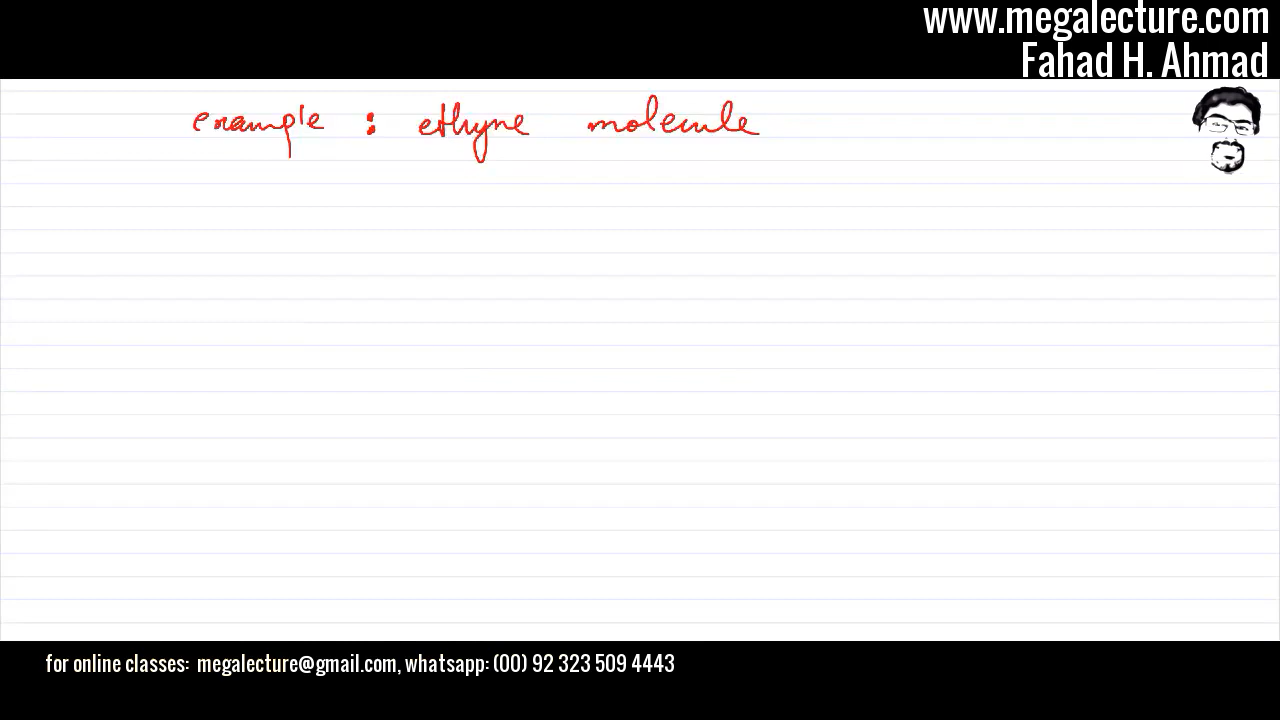 www.megalecture.com
Fahad H. Ahmad
example : ethyne molecule
for online classes: megalecture@gmail.com, whatsapp: (00) 92 323 509 4443